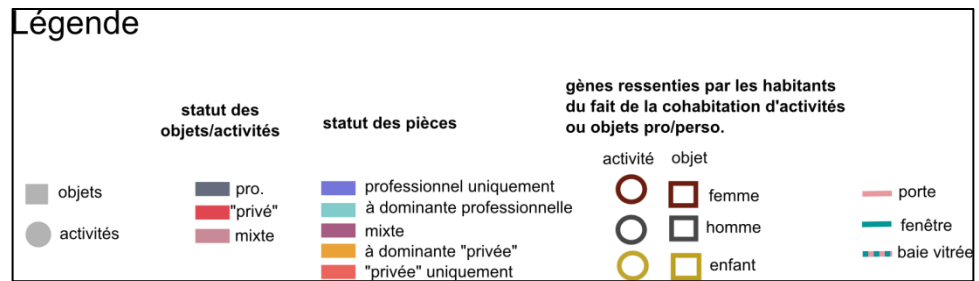 Légende
statut des
objets/activités
statut des pièces
gènes ressenties par les habitants
du fait de la cohabitation d'activités
ou objets pro/perso.
objets
activités
pro.
"privé"
mixte
professionnel uniquement
à dominante professionnelle
mixte
à dominante "privée"
"privée" uniquement
activité objet
femme
homme
enfant
porte
fenêtre
baie vitrée